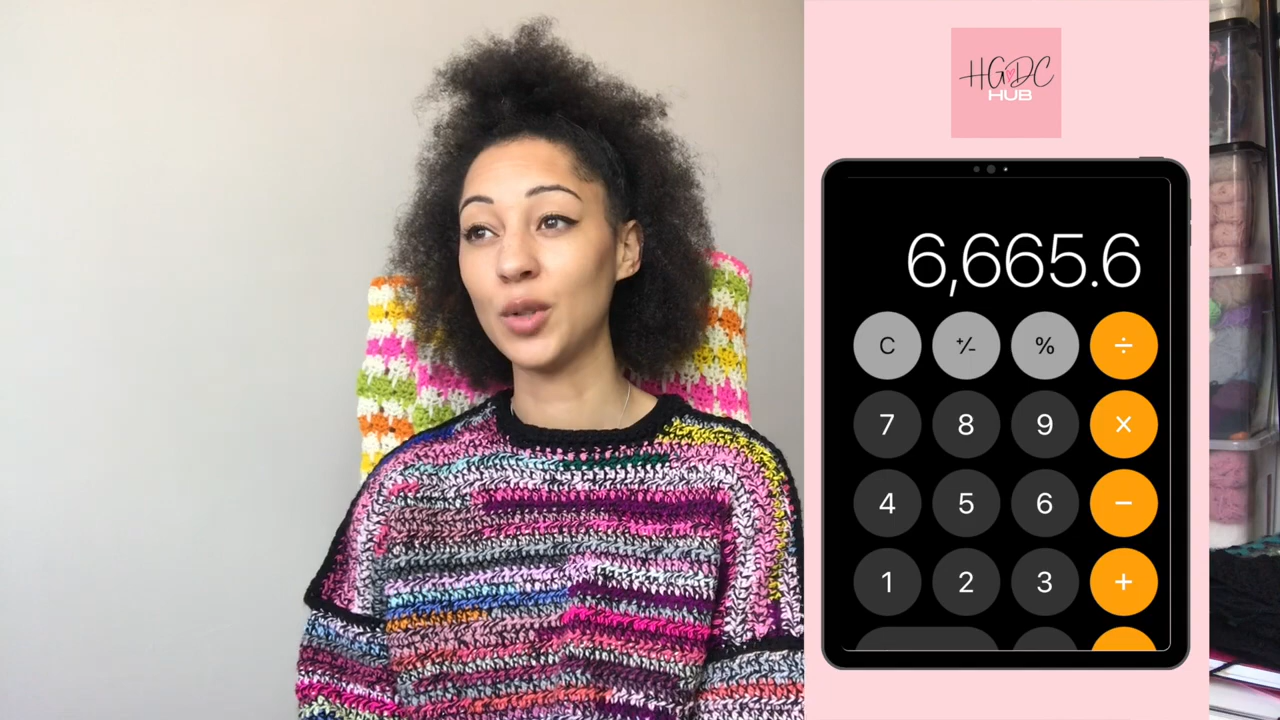 HGDC
HUB
6,665.6
C +/- % ÷
7 8 9 ×
4 5 6 −
1 2 3 +